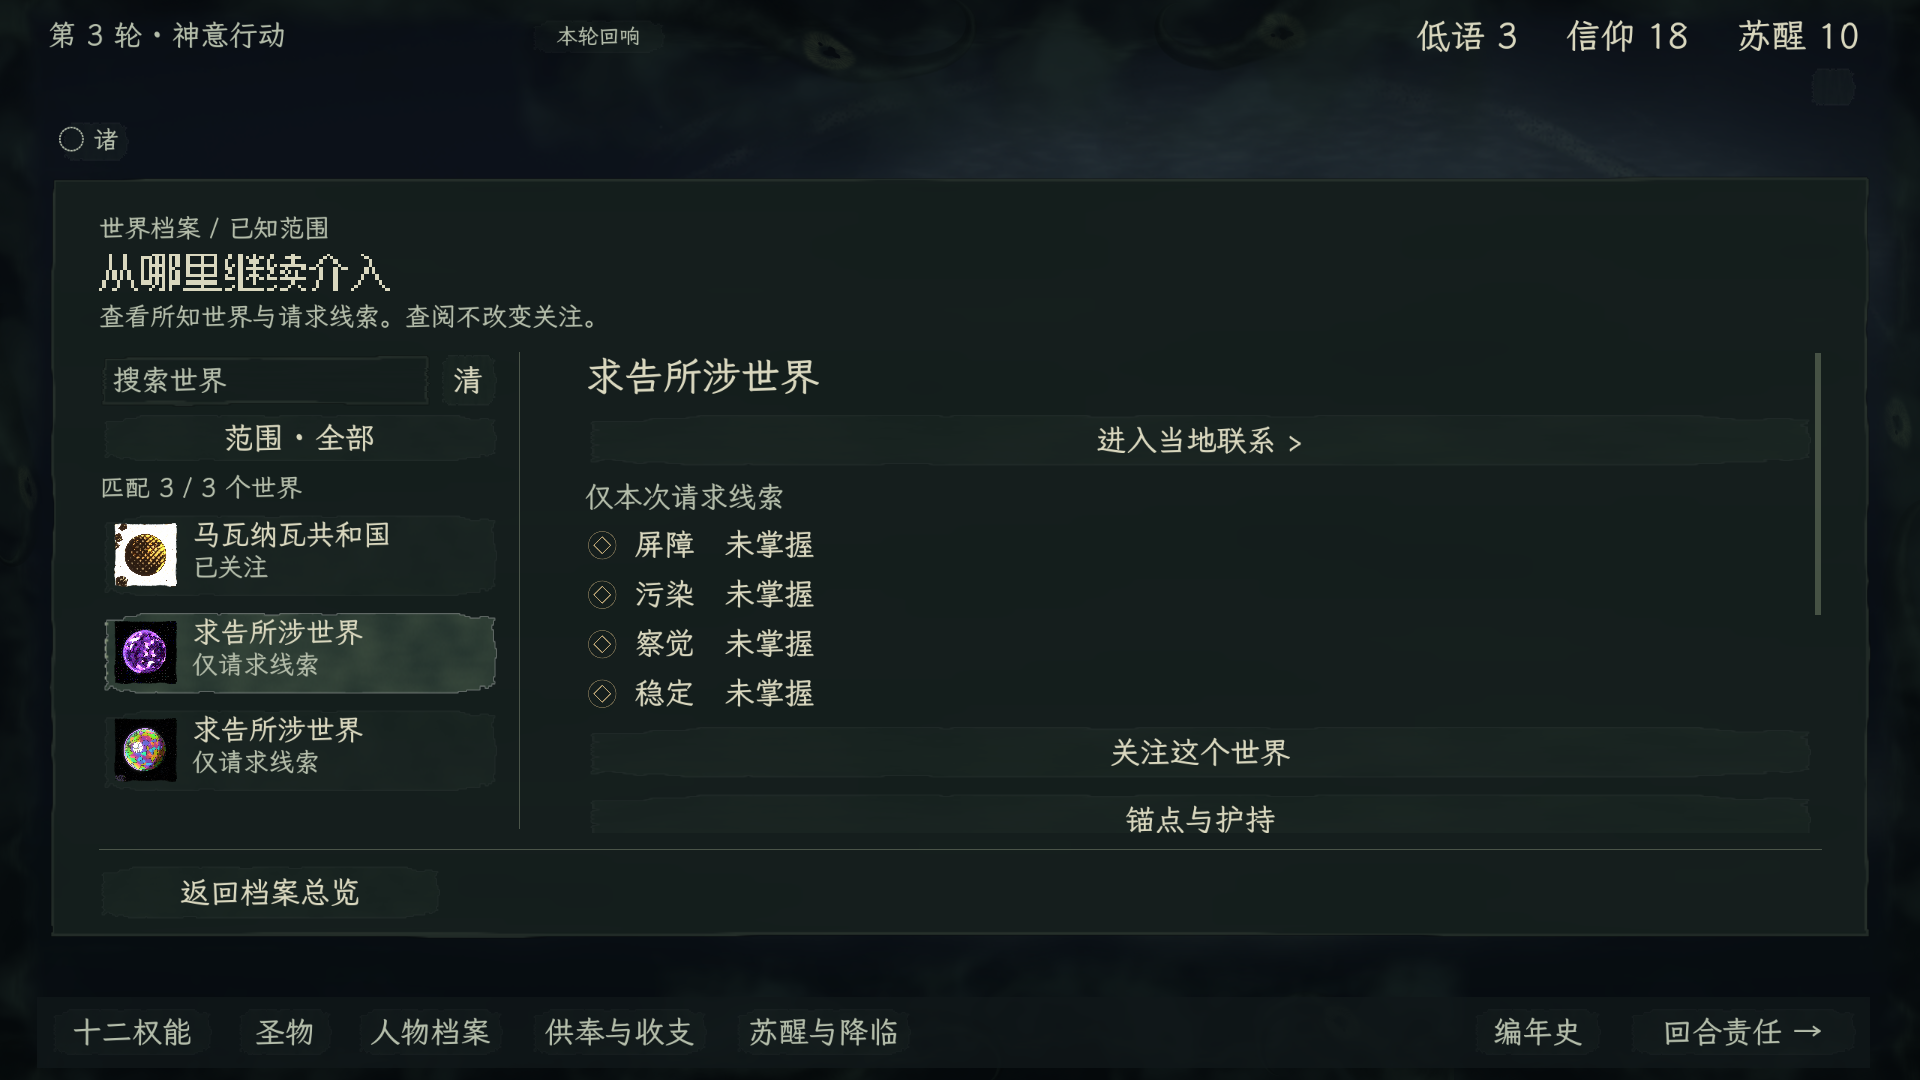 第 3 轮·神意行动
本轮回响
低语 3 信仰 18 苏醒 10
诸
世界档案 / 已知范围
从哪里继续介入
查看所知世界与请求线索。查阅不改变关注。
搜索世界
清
范围·全部
匹配 3 / 3 个世界
马瓦纳瓦共和国
已关注
求告所涉世界
仅请求线索
求告所涉世界
仅请求线索
求告所涉世界
进入当地联系 >
仅本次请求线索
屏障 未掌握
污染 未掌握
察觉 未掌握
稳定 未掌握
关注这个世界
锚点与护持
返回档案总览
十二权能 圣物 人物档案 供奉与收支 苏醒与降临 编年史 回合责任 →